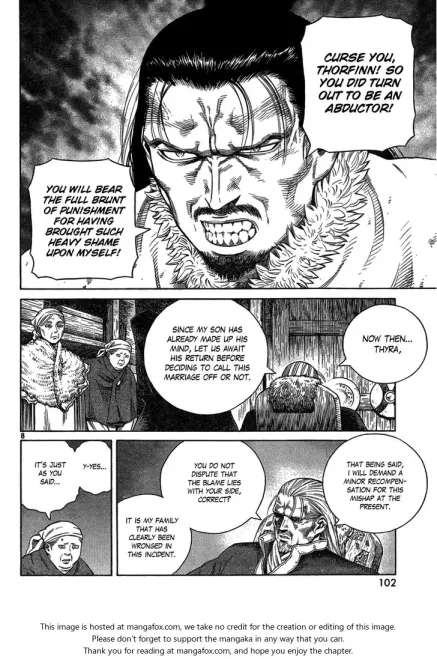 CURSE YOU,
THORFINN! SO
YOU DID TURN
OUT TO BE AN
ABDUCTOR!
YOU WILL BEAR
THE FULL BRUNT
OF PUNISHMENT
FOR HAVING
BROUGHT SUCH
HEAVY SHAME
UPON MYSELF!
NOW THEN...
THYRA,
SINCE MY SON HAS
ALREADY MADE UP HIS
MIND, LET US AWAIT
HIS RETURN BEFORE
DECIDING TO CALL THIS
MARRIAGE OFF OR NOT.
8
THAT BEING SAID,
I WILL DEMAND A
MINOR RECOMPEN-
SATION FOR THIS
MISHAP AT THE
PRESENT.
YOU DO NOT
DISPUTE THAT
THE BLAME LIES
WITH YOUR SIDE,
CORRECT?
IT IS MY FAMILY
THAT HAS
CLEARLY BEEN
WRONGED IN
THIS INCIDENT.
Y-YES...
IT'S JUST
AS YOU
SAID...
102
This image is hosted at mangafox.com, we take no credit for the creation or editing of this image.
Please don't forget to support the mangaka in any way that you can.
Thank you for reading at mangafox.com, and hope you enjoy the chapter.